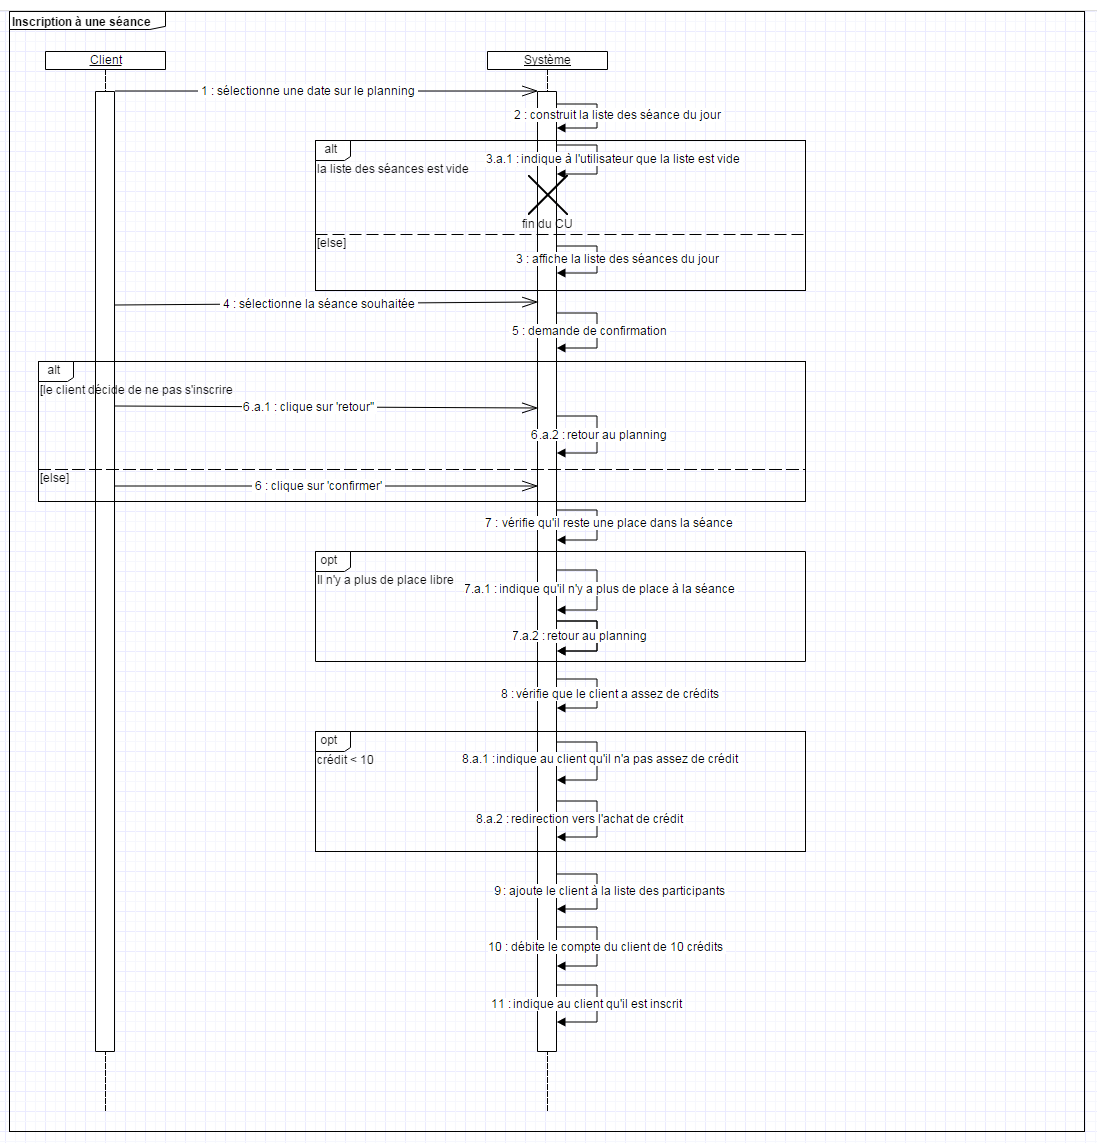 Inscription à une séance
Client
Système
1 : sélectionne une date sur le planning
2 : construit la liste des séance du jour
alt
3.a.1 : indique à l'utilisateur que la liste est vide
la liste des séances est vide
fin du CU
[else]
3 : affiche la liste des séances du jour
4 : sélectionne la séance souhaitée
5 : demande de confirmation
alt
[le client décide de ne pas s'inscrire
6.a.1 : clique sur 'retour"
6.a.2 : retour au planning
[else]
6 : clique sur 'confirmer'
7 : vérifie qu'il reste une place dans la séance
opt
Il n'y a plus de place libre
7.a.1 : indique qu'il n'y a plus de place à la séance
7.a.2 : retour au planning
8 : vérifie que le client a assez de crédits
opt
crédit < 10
8.a.1 : indique au client qu'il n'a pas assez de crédit
8.a.2 : redirection vers l'achat de crédit
9 : ajoute le client à la liste des participants
10 : débite le compte du client de 10 crédits
11 : indique au client qu'il est inscrit